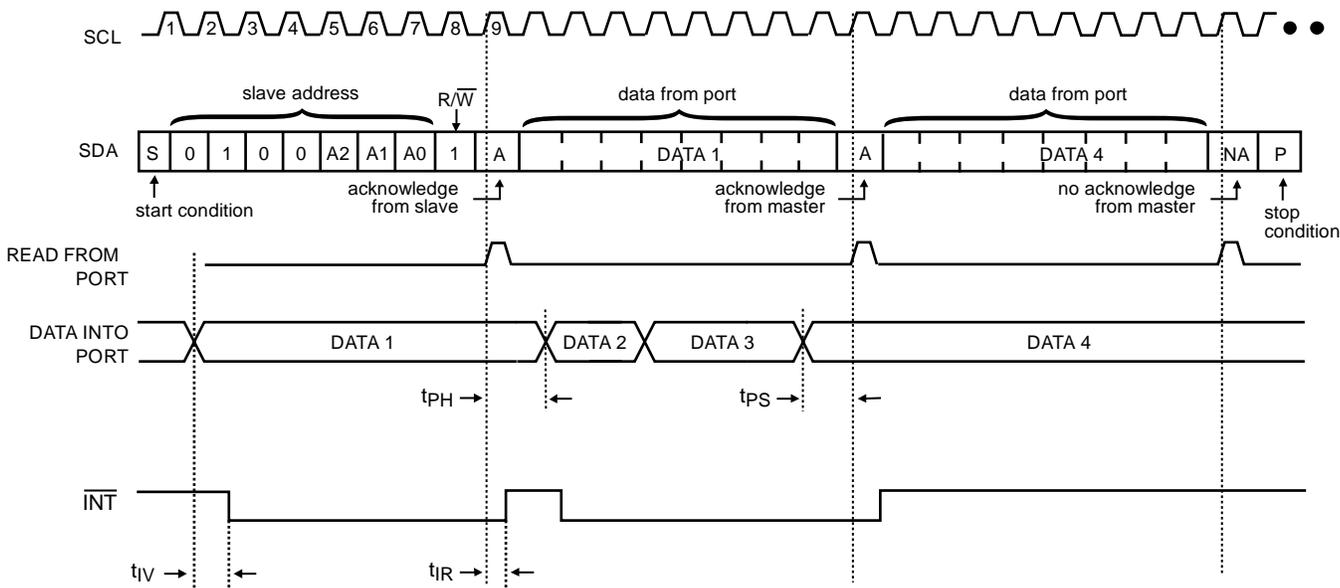 SCL
1 2 3 4 5 6 7 8 9
slave address
R/W̅
data from port
data from port
SDA
S 0 1 0 0 A2 A1 A0 1 A DATA 1 A DATA 4 NA P
start condition
acknowledge
from slave
acknowledge
from master
no acknowledge
from master
stop
condition
READ FROM
PORT
DATA INTO
PORT
DATA 1 DATA 2 DATA 3 DATA 4
tPH
tPS
I̅N̅T̅
tIV
tIR